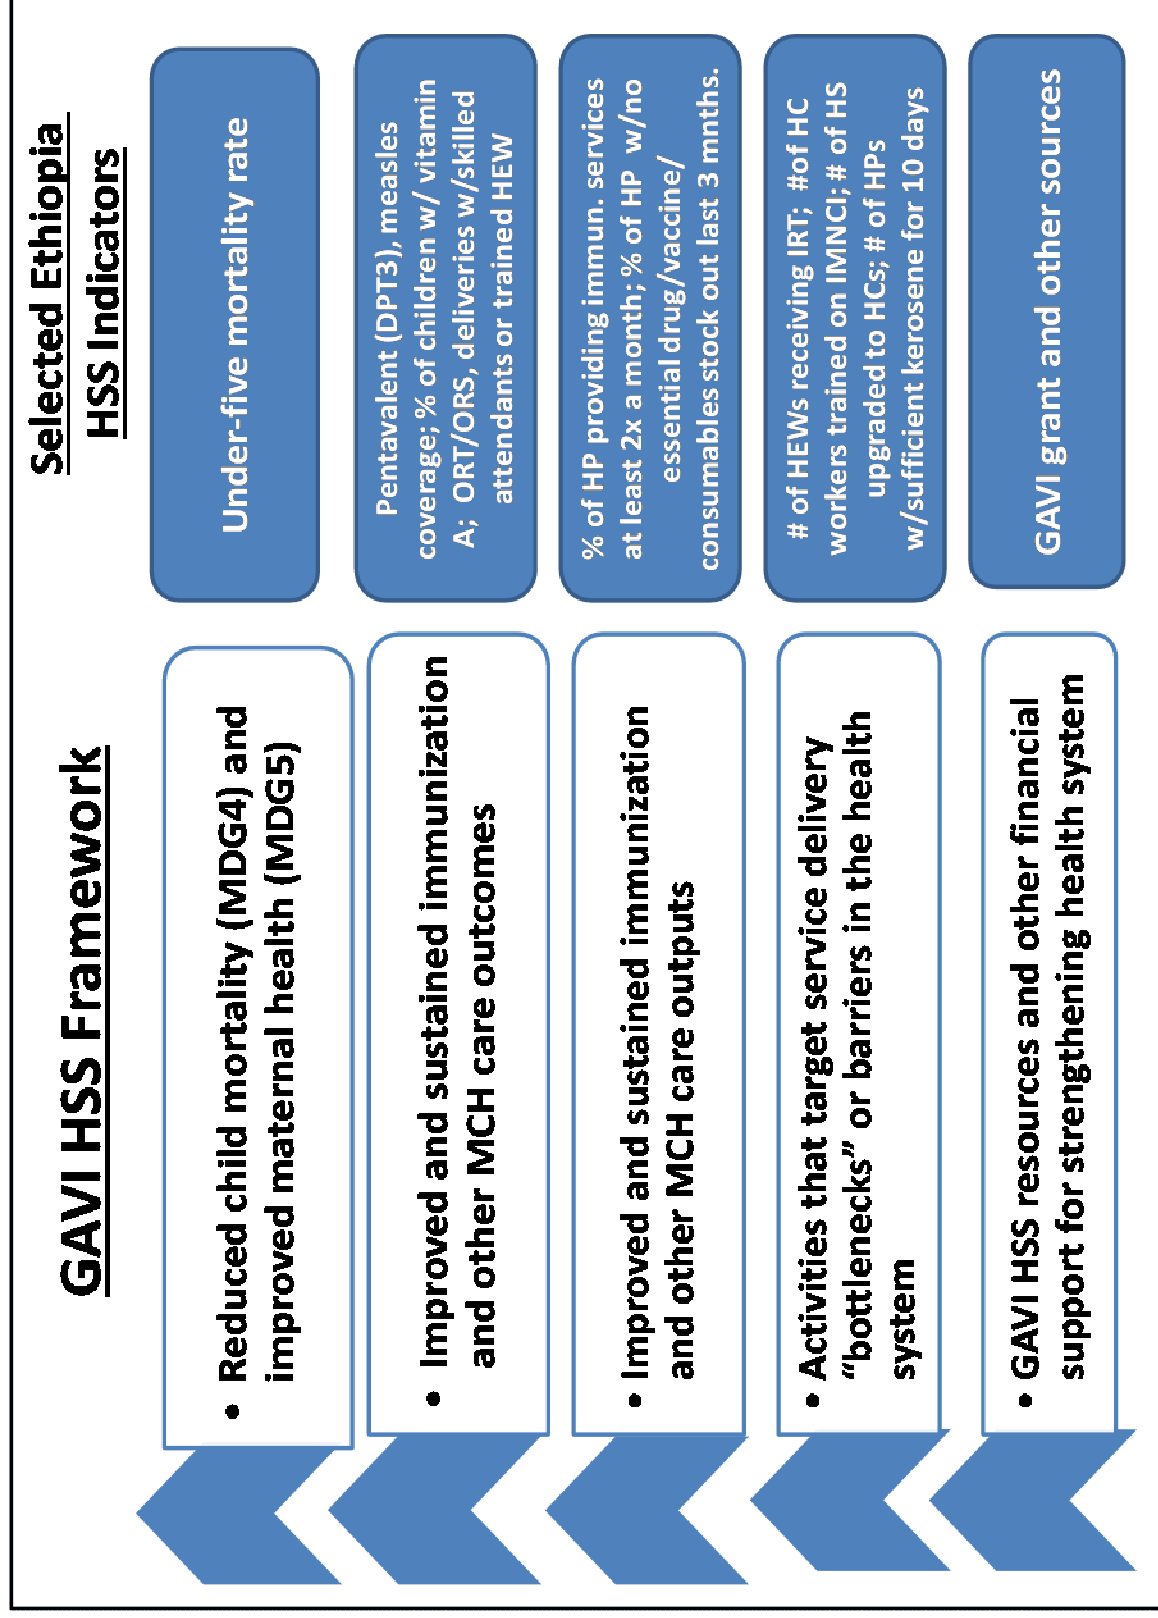 GAVI HSS Framework
Selected Ethiopia
HSS Indicators
• Reduced child mortality (MDG4) and
improved maternal health (MDG5)
Under-five mortality rate
• Improved and sustained immunization
and other MCH care outcomes
Pentavalent (DPT3), measles
coverage; % of children w/ vitamin
A; ORT/ORS, deliveries w/skilled
attendants or trained HEW
• Improved and sustained immunization
and other MCH care outputs
% of HP providing immun. services
at least 2x a month; % of HP w/no
essential drug/vaccine/
consumables stock out last 3 mnths.
• Activities that target service delivery
“bottlenecks” or barriers in the health
system
# of HEWs receiving IRT; #of HC
workers trained on IMNCI; # of HS
upgraded to HCs; # of HPs
w/sufficient kerosene for 10 days
• GAVI HSS resources and other financial
support for strengthening health system
GAVI grant and other sources